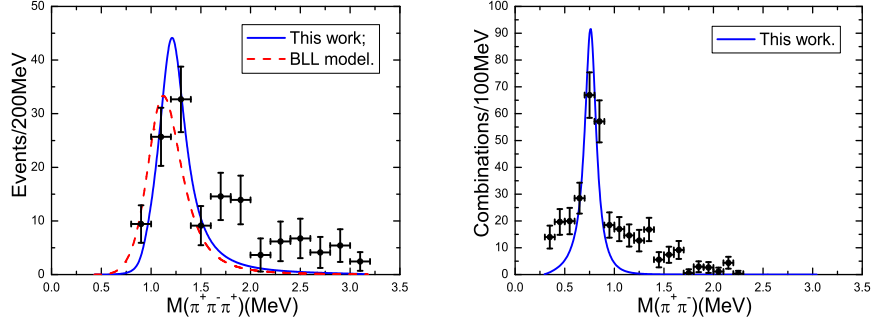 50
40
30
20
10
0
Events/200MeV
This work;
BLL model.
0.0 0.5 1.0 1.5 2.0 2.5 3.0 3.5
M(π⁺π⁻π⁺)(MeV)
100
90
80
70
60
50
40
30
20
10
0
Combinations/100MeV
This work.
0.0 0.5 1.0 1.5 2.0 2.5 3.0 3.5
M(π⁺π⁻)(MeV)